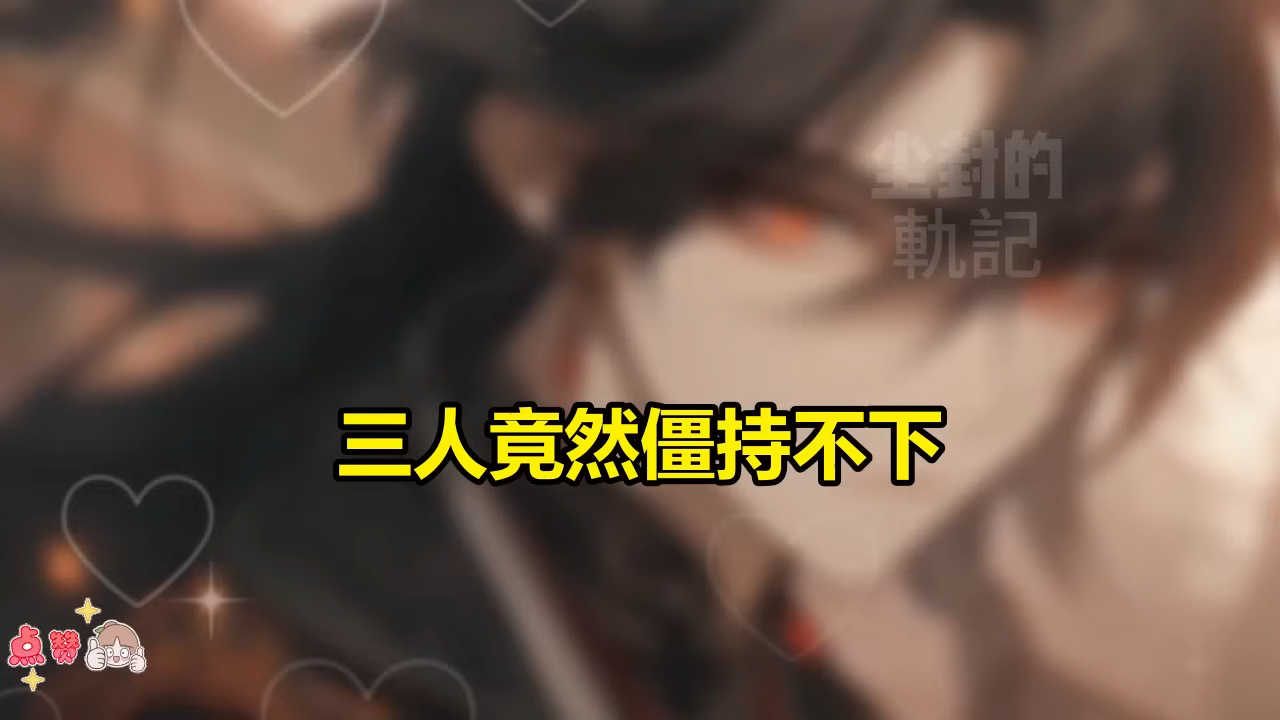 尘封的
軌記
三人竟然僵持不下
点赞